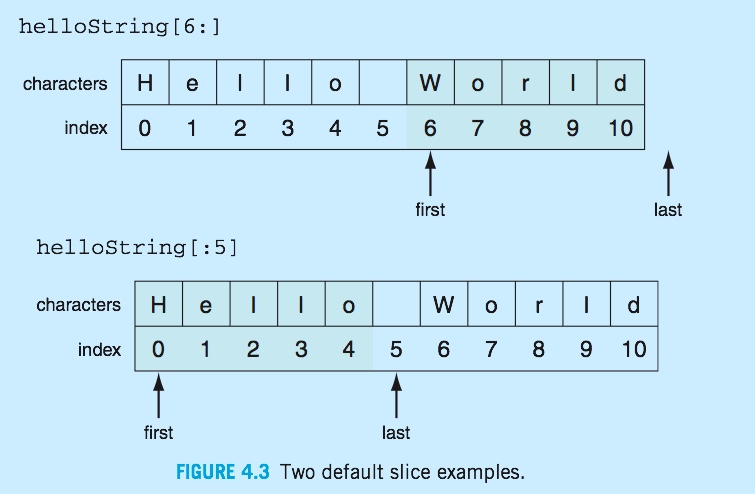 helloString[6:]
characters H e l l o W o r l d
index 0 1 2 3 4 5 6 7 8 9 10
first last
helloString[:5]
characters H e l l o W o r l d
index 0 1 2 3 4 5 6 7 8 9 10
first last
FIGURE 4.3 Two default slice examples.